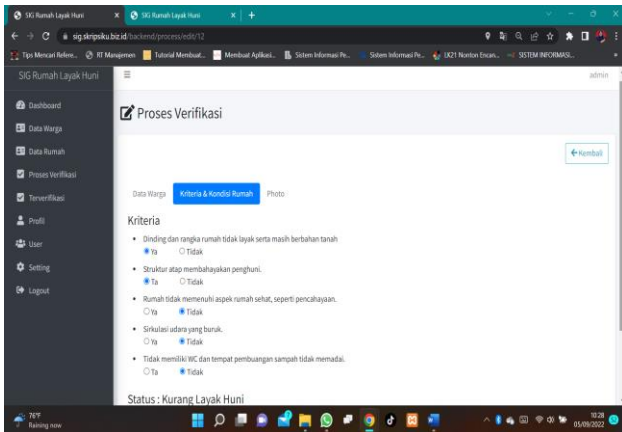 SIG Rumah Layak Huni
SIG Rumah Layak Huni
sig.skripsiku.biz.id/backend/process/edit/12
Tips Mencari Refere...
RT Manajemen
Tutorial Membuat...
Membuat Aplikasi...
Sistem Informasi Pe...
Sistem Informasi Pe...
LK21 Nonton Encan...
SISTEM INFORMASI...
SIG Rumah Layak Huni
admin
Dashboard
Data Warga
Data Rumah
Proses Verifikasi
Terverifikasi
Profil
User
Setting
Logout
Proses Verifikasi
Kembali
Data Warga
Kriteria & Kondisi Rumah
Photo
Kriteria
• Dinding dan rangka rumah tidak layak serta masih berbahan tanah
Ya Tidak
• Struktur atap membahayakan penghuni.
Ta Tidak
• Rumah tidak memenuhi aspek rumah sehat, seperti pencahayaan.
Ya Tidak
• Sirkulasi udara yang buruk.
Ya Tidak
• Tidak memiliki WC dan tempat pembuangan sampah tidak memadai.
Ta Tidak
Status : Kurang Layak Huni
76°F
Raining now
10:28
05/09/2022